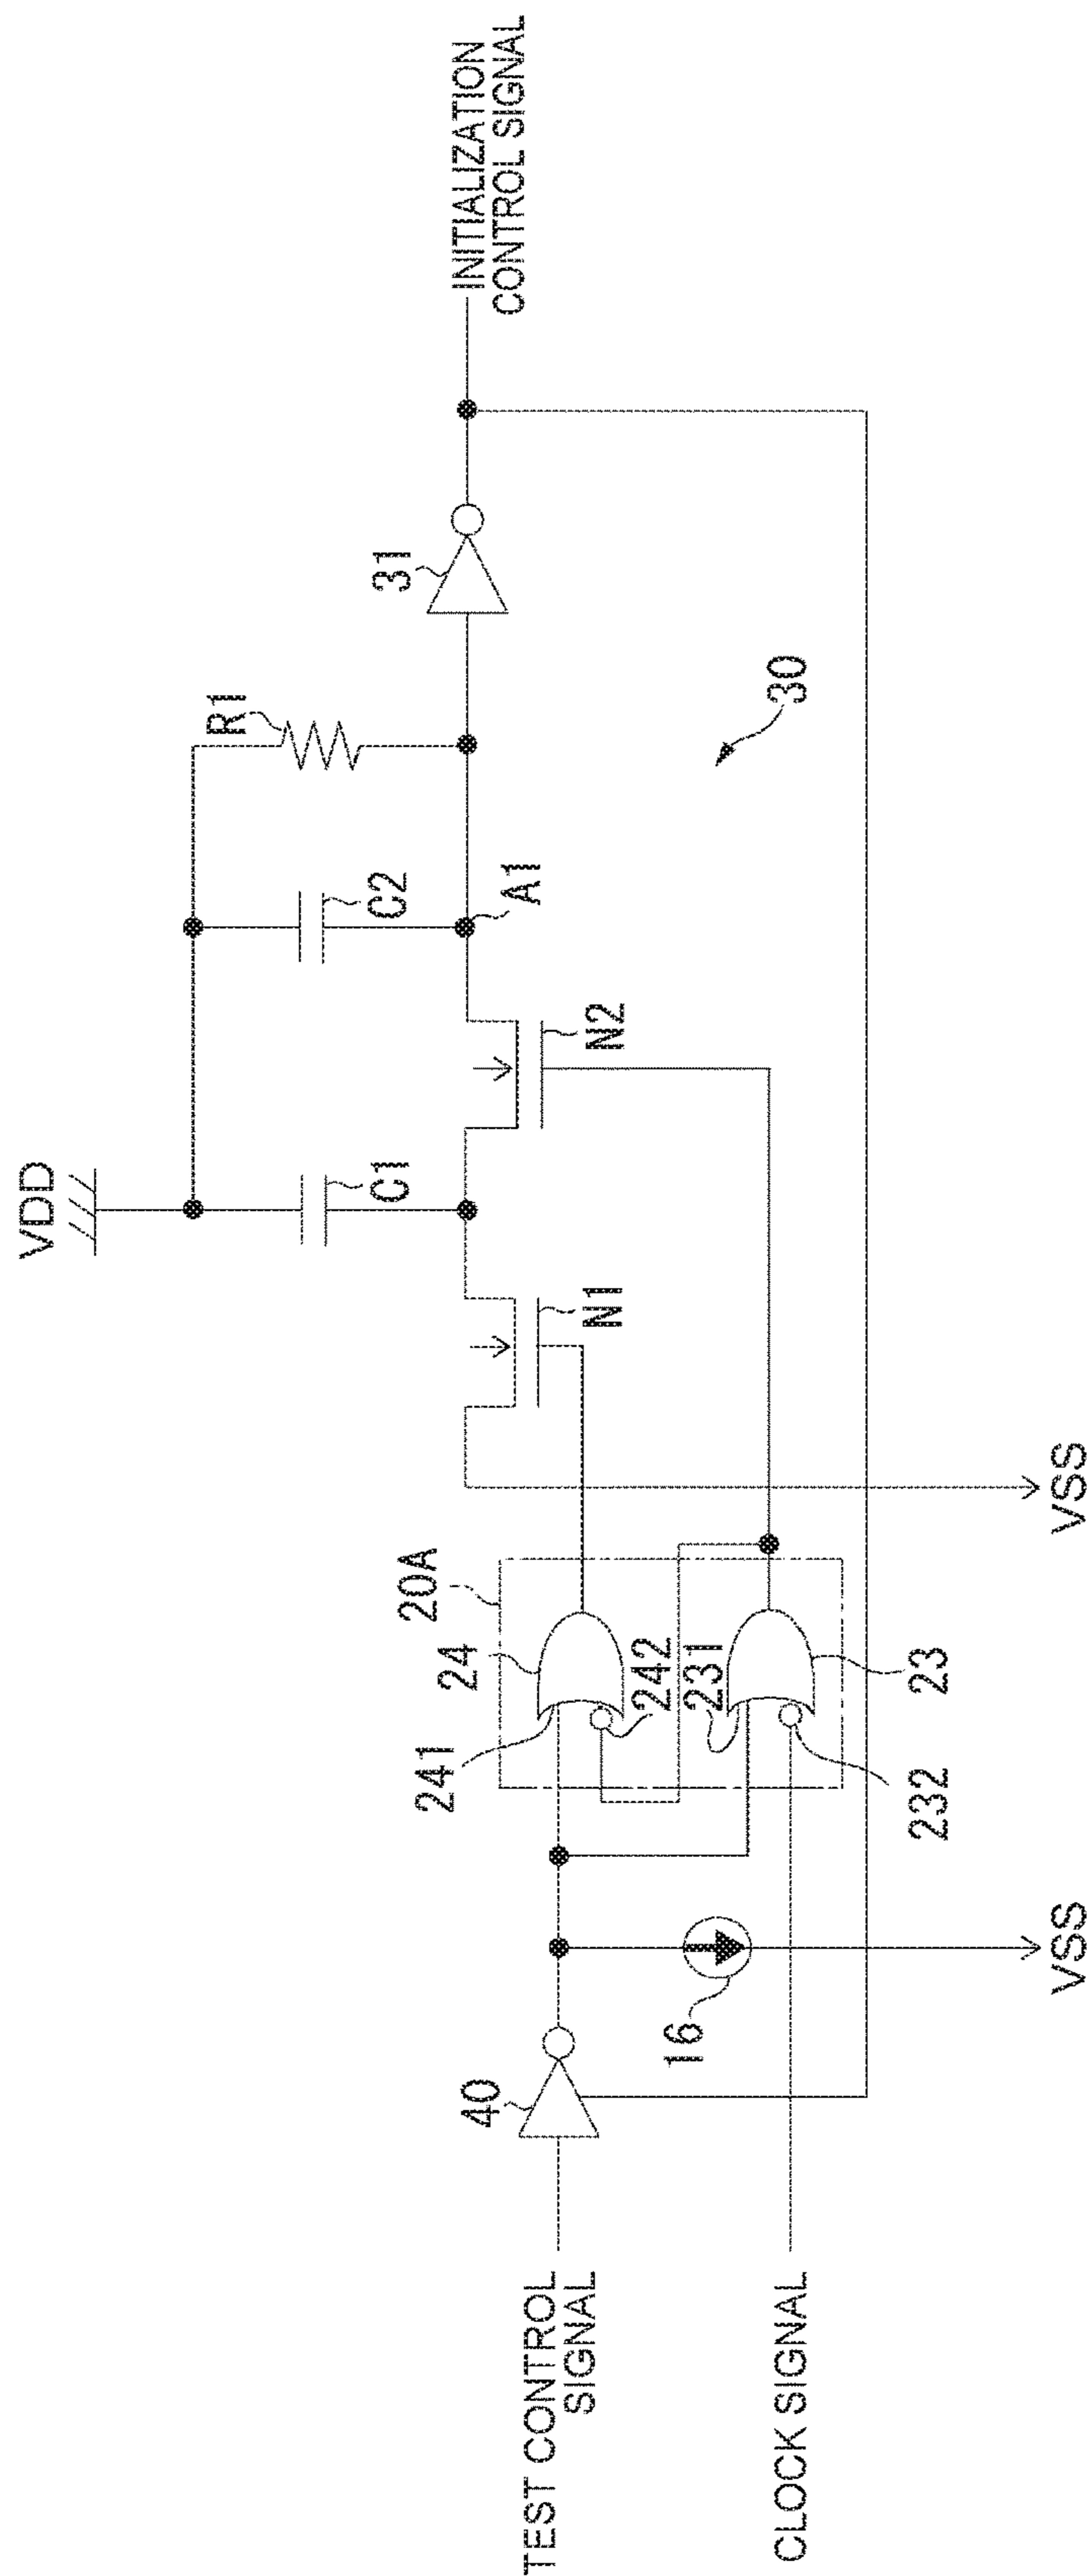 VDD
R1
C2
C1
31
INITIALIZATION
CONTROL SIGNAL
A1
N1
N2
30
20A
24
241
242
231
23
232
40
16
TEST CONTROL
SIGNAL
CLOCK SIGNAL
VSS
VSS